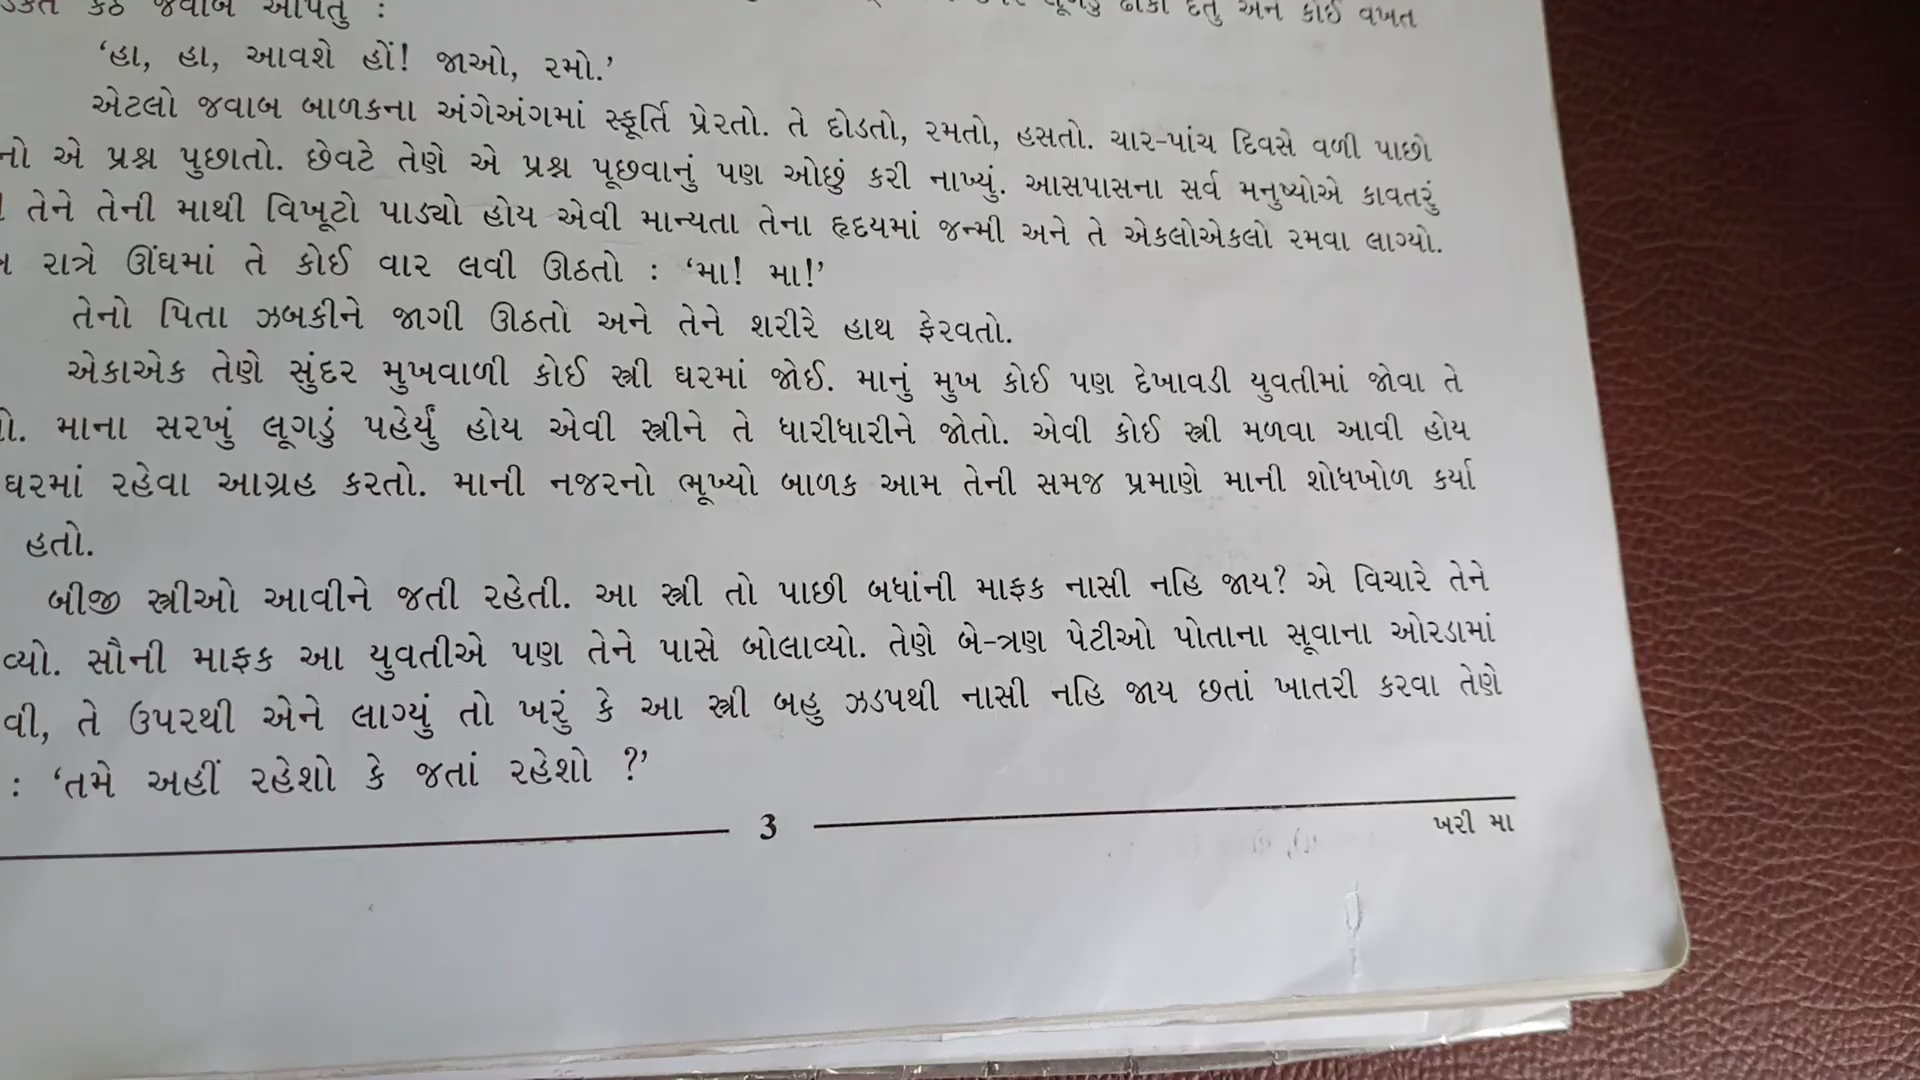 જવાબ આપતું :
કોઈ વખત
‘હા, હા, આવશે હોં! જાઓ, રમો.’
એટલો જવાબ બાળકના અંગેઅંગમાં સ્ફૂર્તિ પ્રેરતો. તે દોડતો, રમતો, હસતો. ચાર-પાંચ દિવસે વળી પાછો
એ પ્રશ્ન પુછાતો. છેવટે તેણે એ પ્રશ્ન પૂછવાનું પણ ઓછું કરી નાખ્યું. આસપાસના સર્વ મનુષ્યોએ કાવતરું
તેને તેની માથી વિખૂટો પાડ્યો હોય એવી માન્યતા તેના હૃદયમાં જન્મી અને તે એકલોએકલો રમવા લાગ્યો.
રાત્રે ઊંઘમાં તે કોઈ વાર લવી ઊઠતો : ‘મા! મા!’
તેનો પિતા ઝબકીને જાગી ઊઠતો અને તેને શરીરે હાથ ફેરવતો.
એકાએક તેણે સુંદર મુખવાળી કોઈ સ્ત્રી ઘરમાં જોઈ. માનું મુખ કોઈ પણ દેખાવડી યુવતીમાં જોવા તે
માના સરખું લૂગડું પહેર્યું હોય એવી સ્ત્રીને તે ધારીધારીને જોતો. એવી કોઈ સ્ત્રી મળવા આવી હોય
ઘરમાં રહેવા આગ્રહ કરતો. માની નજરનો ભૂખ્યો બાળક આમ તેની સમજ પ્રમાણે માની શોધખોળ કર્યા
હતો.
બીજી સ્ત્રીઓ આવીને જતી રહેતી. આ સ્ત્રી તો પાછી બધાંની માફક નાસી નહિ જાય? એ વિચારે તેને
વ્યો. સૌની માફક આ યુવતીએ પણ તેને પાસે બોલાવ્યો. તેણે બે-ત્રણ પેટીઓ પોતાના સૂવાના ઓરડામાં
વી, તે ઉપરથી એને લાગ્યું તો ખરું કે આ સ્ત્રી બહુ ઝડપથી નાસી નહિ જાય છતાં ખાતરી કરવા તેણે
: ‘તમે અહીં રહેશો કે જતાં રહેશો ?’
3
ખરી મા